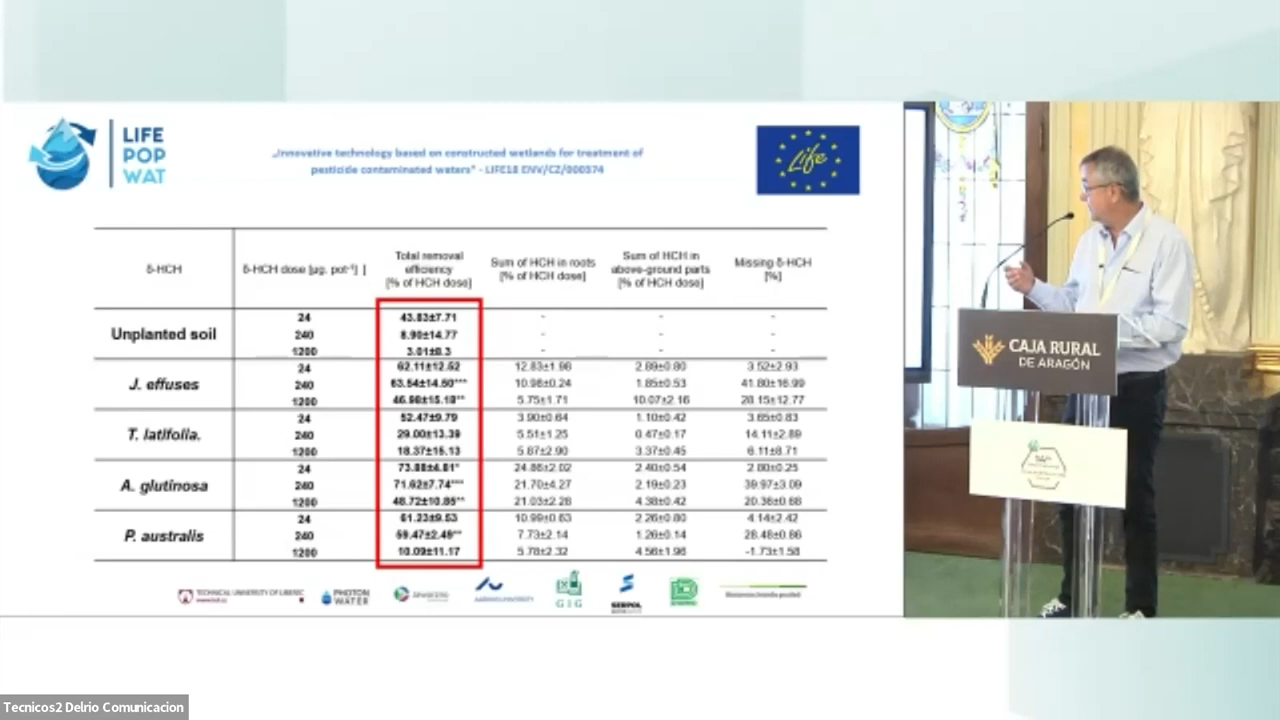 LIFE
POP
WAT
„Innovative technology based on constructed wetlands for treatment of
pesticide contaminated waters" - LIFE18 ENV/CZ/000374
Life
δ-HCH
δ-HCH dose [µg. pot-1] ]
Total removal
efficiency
[% of HCH dose]
Sum of HCH in roots
[% of HCH dose]
Sum of HCH in
above-ground parts
[% of HCH dose]
Missing δ-HCH
[%]
Unplanted soil
24 43.83±7.71 - - -
240 8.90±14.77 - - -
1200 3.01±8.3 - - -
J. effuses
24 62.11±12.52 12.83±1.98 2.89±0.80 3.52±2.93
240 63.54±14.50*** 10.98±0.24 1.85±0.53 41.80±16.99
1200 46.98±15.18** 5.75±1.71 10.07±2.16 28.15±12.77
T. latifolia.
24 52.47±9.79 3.90±0.64 1.10±0.42 3.65±0.83
240 29.00±13.39 5.51±1.25 0.47±0.17 14.11±2.89
1200 18.37±15.13 5.87±2.90 3.37±0.45 6.11±8.71
A. glutinosa
24 73.88±4.81* 24.86±2.02 2.40±0.54 2.80±0.25
240 71.62±7.74*** 21.70±4.27 2.19±0.23 39.97±3.09
1200 48.72±10.85** 21.03±2.28 4.38±0.42 20.36±0.68
P. australis
24 61.23±9.53 10.99±0.63 2.26±0.80 4.14±2.42
240 59.47±2.49** 7.73±2.14 1.26±0.14 28.48±0.86
1200 10.09±11.17 5.78±2.32 4.56±1.96 -1.73±1.58
TECHNICAL UNIVERSITY OF LIBEREC
PHOTON
WATER
AARHUS UNIVERSITY
GIG
SERPOL
CAJA RURAL
DE ARAGÓN
Tecnicos2 Delrio Comunicacion